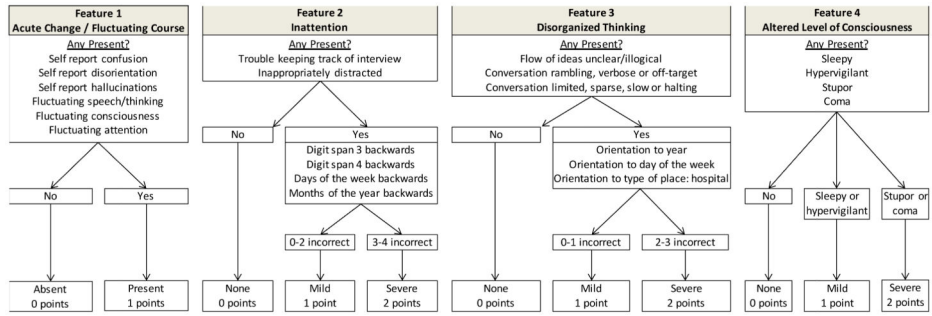 Feature 1
Acute Change / Fluctuating Course
Any Present?
Self report confusion
Self report disorientation
Self report hallucinations
Fluctuating speech/thinking
Fluctuating consciousness
Fluctuating attention
No
Yes
Absent
0 points
Present
1 points
Feature 2
Inattention
Any Present?
Trouble keeping track of interview
Inappropriately distracted
No
Yes
Digit span 3 backwards
Digit span 4 backwards
Days of the week backwards
Months of the year backwards
0-2 incorrect
3-4 incorrect
None
0 points
Mild
1 point
Severe
2 points
Feature 3
Disorganized Thinking
Any Present?
Flow of ideas unclear/illogical
Conversation rambling, verbose or off-target
Conversation limited, sparse, slow or halting
No
Yes
Orientation to year
Orientation to day of the week
Orientation to type of place: hospital
0-1 incorrect
2-3 incorrect
None
0 points
Mild
1 point
Severe
2 points
Feature 4
Altered Level of Consciousness
Any Present?
Sleepy
Hypervigilant
Stupor
Coma
No
Sleepy or
hypervigilant
Stupor or
coma
None
0 points
Mild
1 point
Severe
2 points